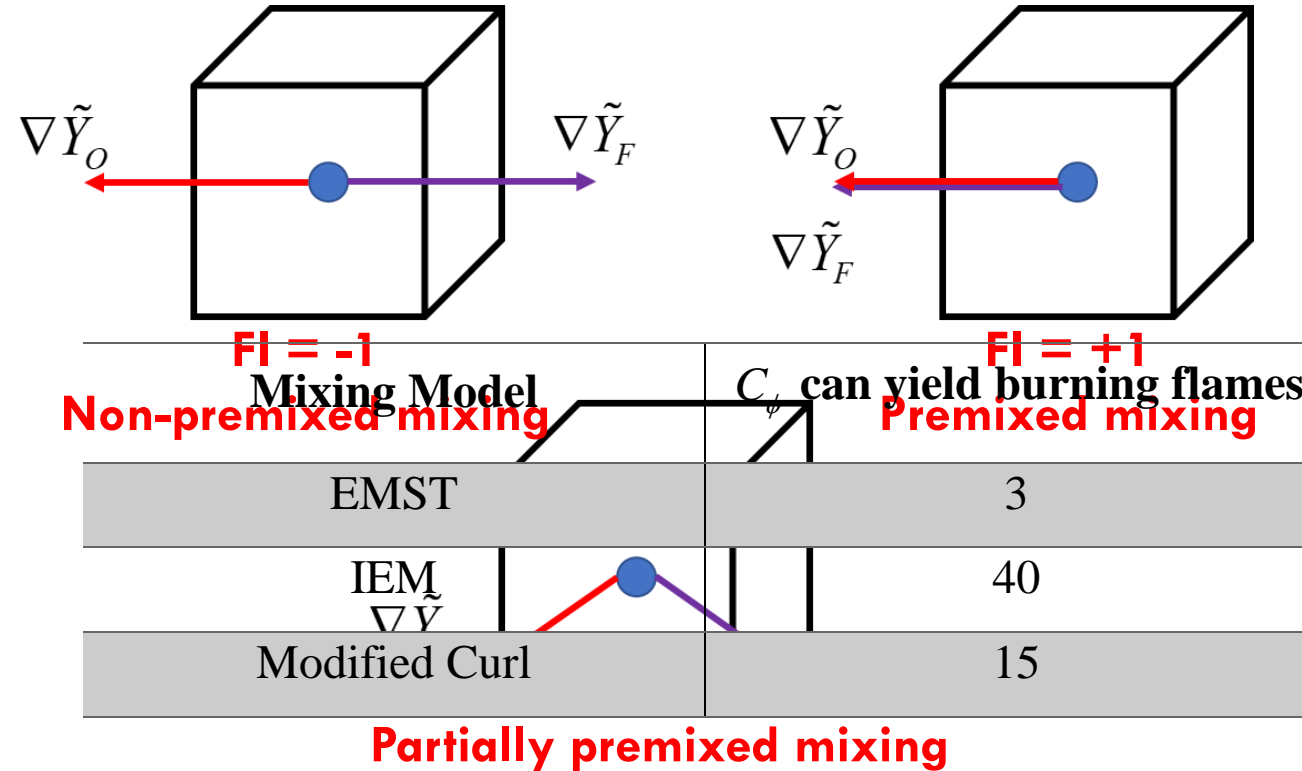 ∇Ỹ_O ∇Ỹ_F ∇Ỹ_O
∇Ỹ_F
FI = -1 FI = +1
Mixing Model C_ϕ can yield burning flames
Non-premixed mixing Premixed mixing
EMST 3
IEM 40
∇Ỹ
Modified Curl 15
Partially premixed mixing